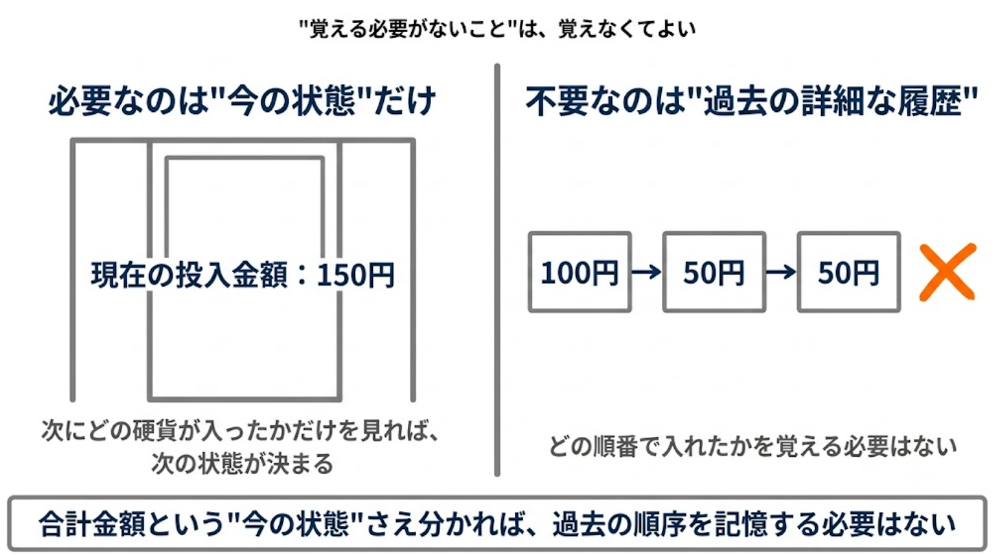 "覚える必要がないこと"は、覚えなくてよい
必要なのは"今の状態"だけ
現在の投入金額：150円
次にどの硬貨が入ったかだけを見れば、
次の状態が決まる
不要なのは"過去の詳細な履歴"
100円→50円→50円
どの順番で入れたかを覚える必要はない
合計金額という"今の状態"さえ分かれば、過去の順序を記憶する必要はない